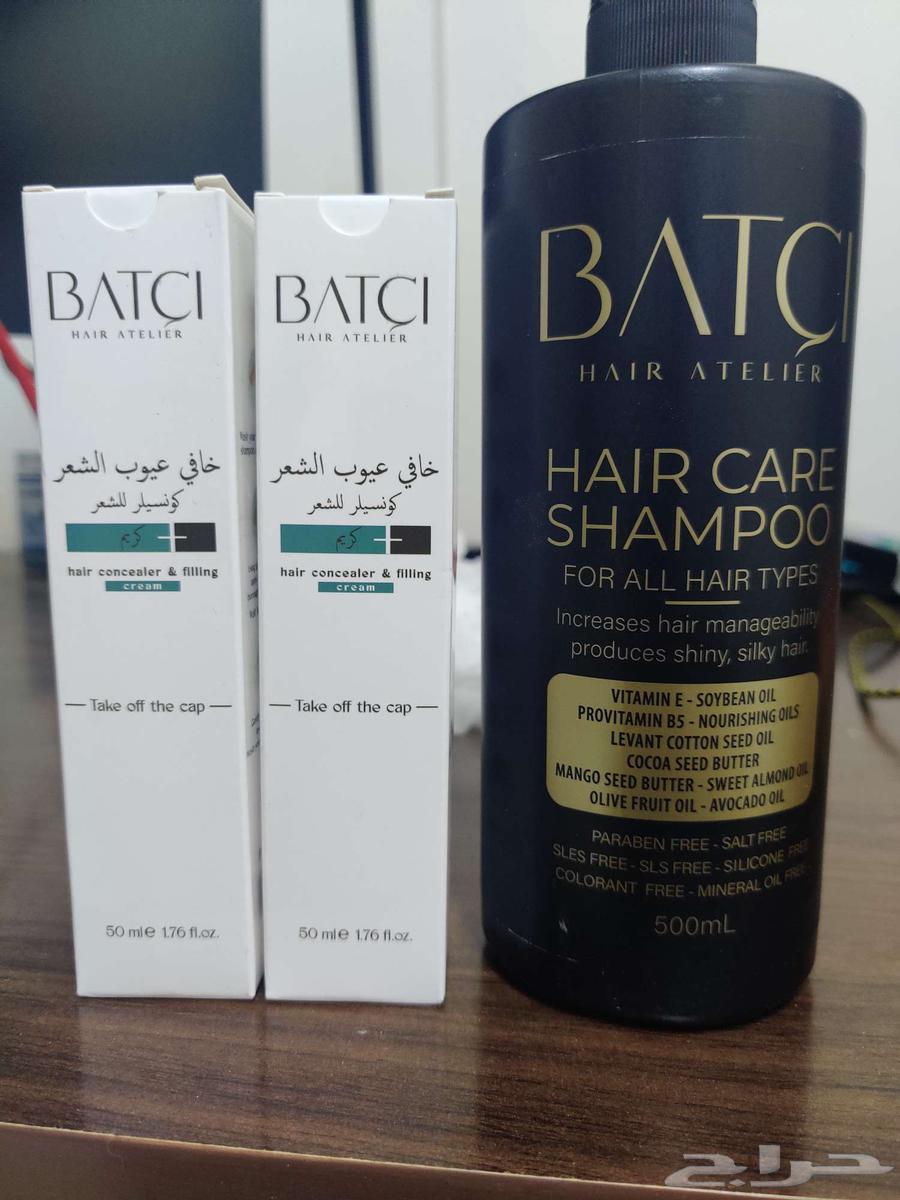 BATÇI
HAIR ATELIER
خافي عيوب الشعر
كونسيلر للشعر
كريم
hair concealer & filling
cream
Take off the cap
50 ml e 1.76 fl.oz.
BATÇI
HAIR ATELIER
خافي عيوب الشعر
كونسيلر للشعر
كريم
hair concealer & filling
cream
Take off the cap
50 ml e 1.76 fl.oz.
BATÇI
HAIR ATELIER
HAIR CARE
SHAMPOO
FOR ALL HAIR TYPES
Increases hair manageability
produces shiny, silky hair.
VITAMIN E - SOYBEAN OIL
PROVITAMIN B5 - NOURISHING OILS
LEVANT COTTON SEED OIL
COCOA SEED BUTTER
MANGO SEED BUTTER - SWEET ALMOND OIL
OLIVE FRUIT OIL - AVOCADO OIL
PARABEN FREE - SALT FREE
SLES FREE - SLS FREE - SILICONE FREE
COLORANT FREE - MINERAL OIL FREE
500mL
حراج